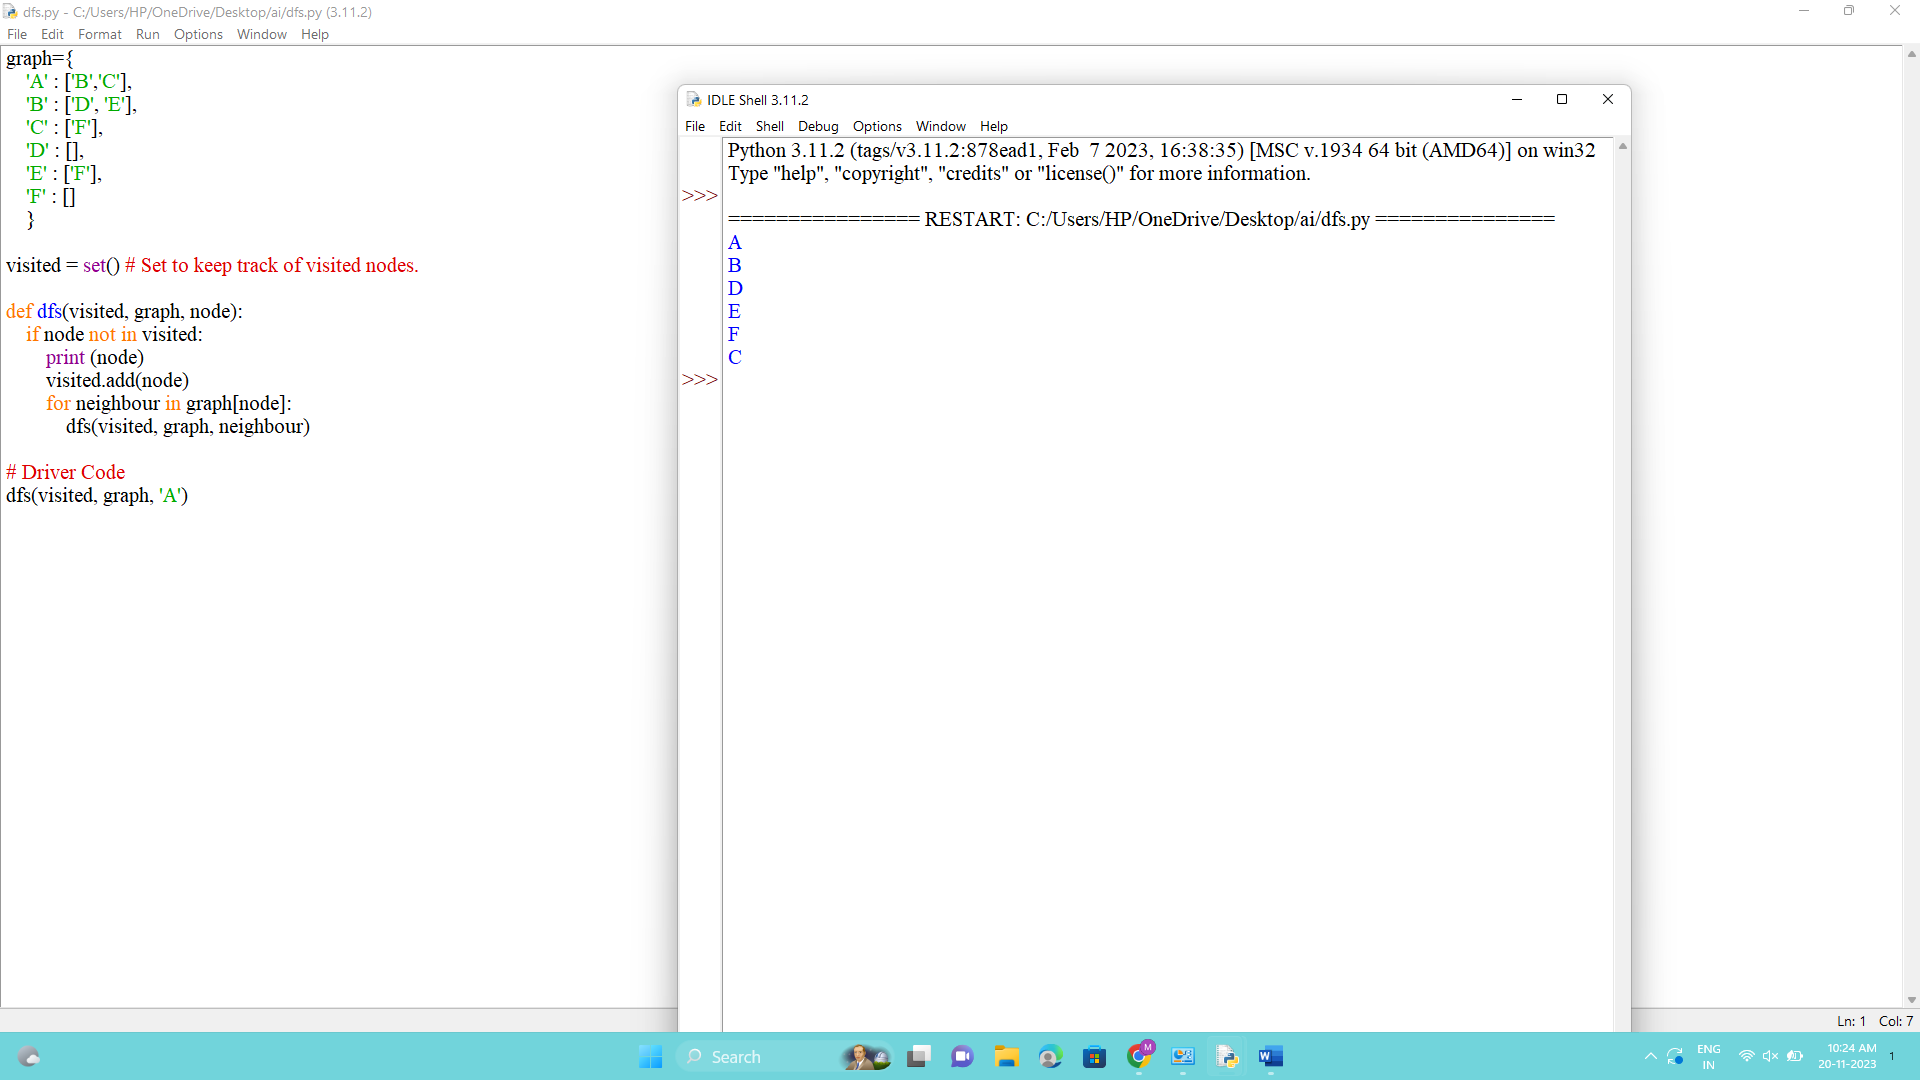 dfs.py - C:/Users/HP/OneDrive/Desktop/ai/dfs.py (3.11.2)
File Edit Format Run Options Window Help
graph={
    'A' : ['B','C'],
    'B' : ['D', 'E'],
    'C' : ['F'],
    'D' : [],
    'E' : ['F'],
    'F' : []
    }

visited = set() # Set to keep track of visited nodes.

def dfs(visited, graph, node):
    if node not in visited:
        print (node)
        visited.add(node)
        for neighbour in graph[node]:
            dfs(visited, graph, neighbour)

# Driver Code
dfs(visited, graph, 'A')
IDLE Shell 3.11.2
File Edit Shell Debug Options Window Help
Python 3.11.2 (tags/v3.11.2:878ead1, Feb  7 2023, 16:38:35) [MSC v.1934 64 bit (AMD64)] on win32
Type "help", "copyright", "credits" or "license()" for more information.
>>>
================ RESTART: C:/Users/HP/OneDrive/Desktop/ai/dfs.py ===============
A
B
D
E
F
C
>>>
Ln: 1 Col: 7
Search
M
ENG
IN
10:24 AM
20-11-2023
1